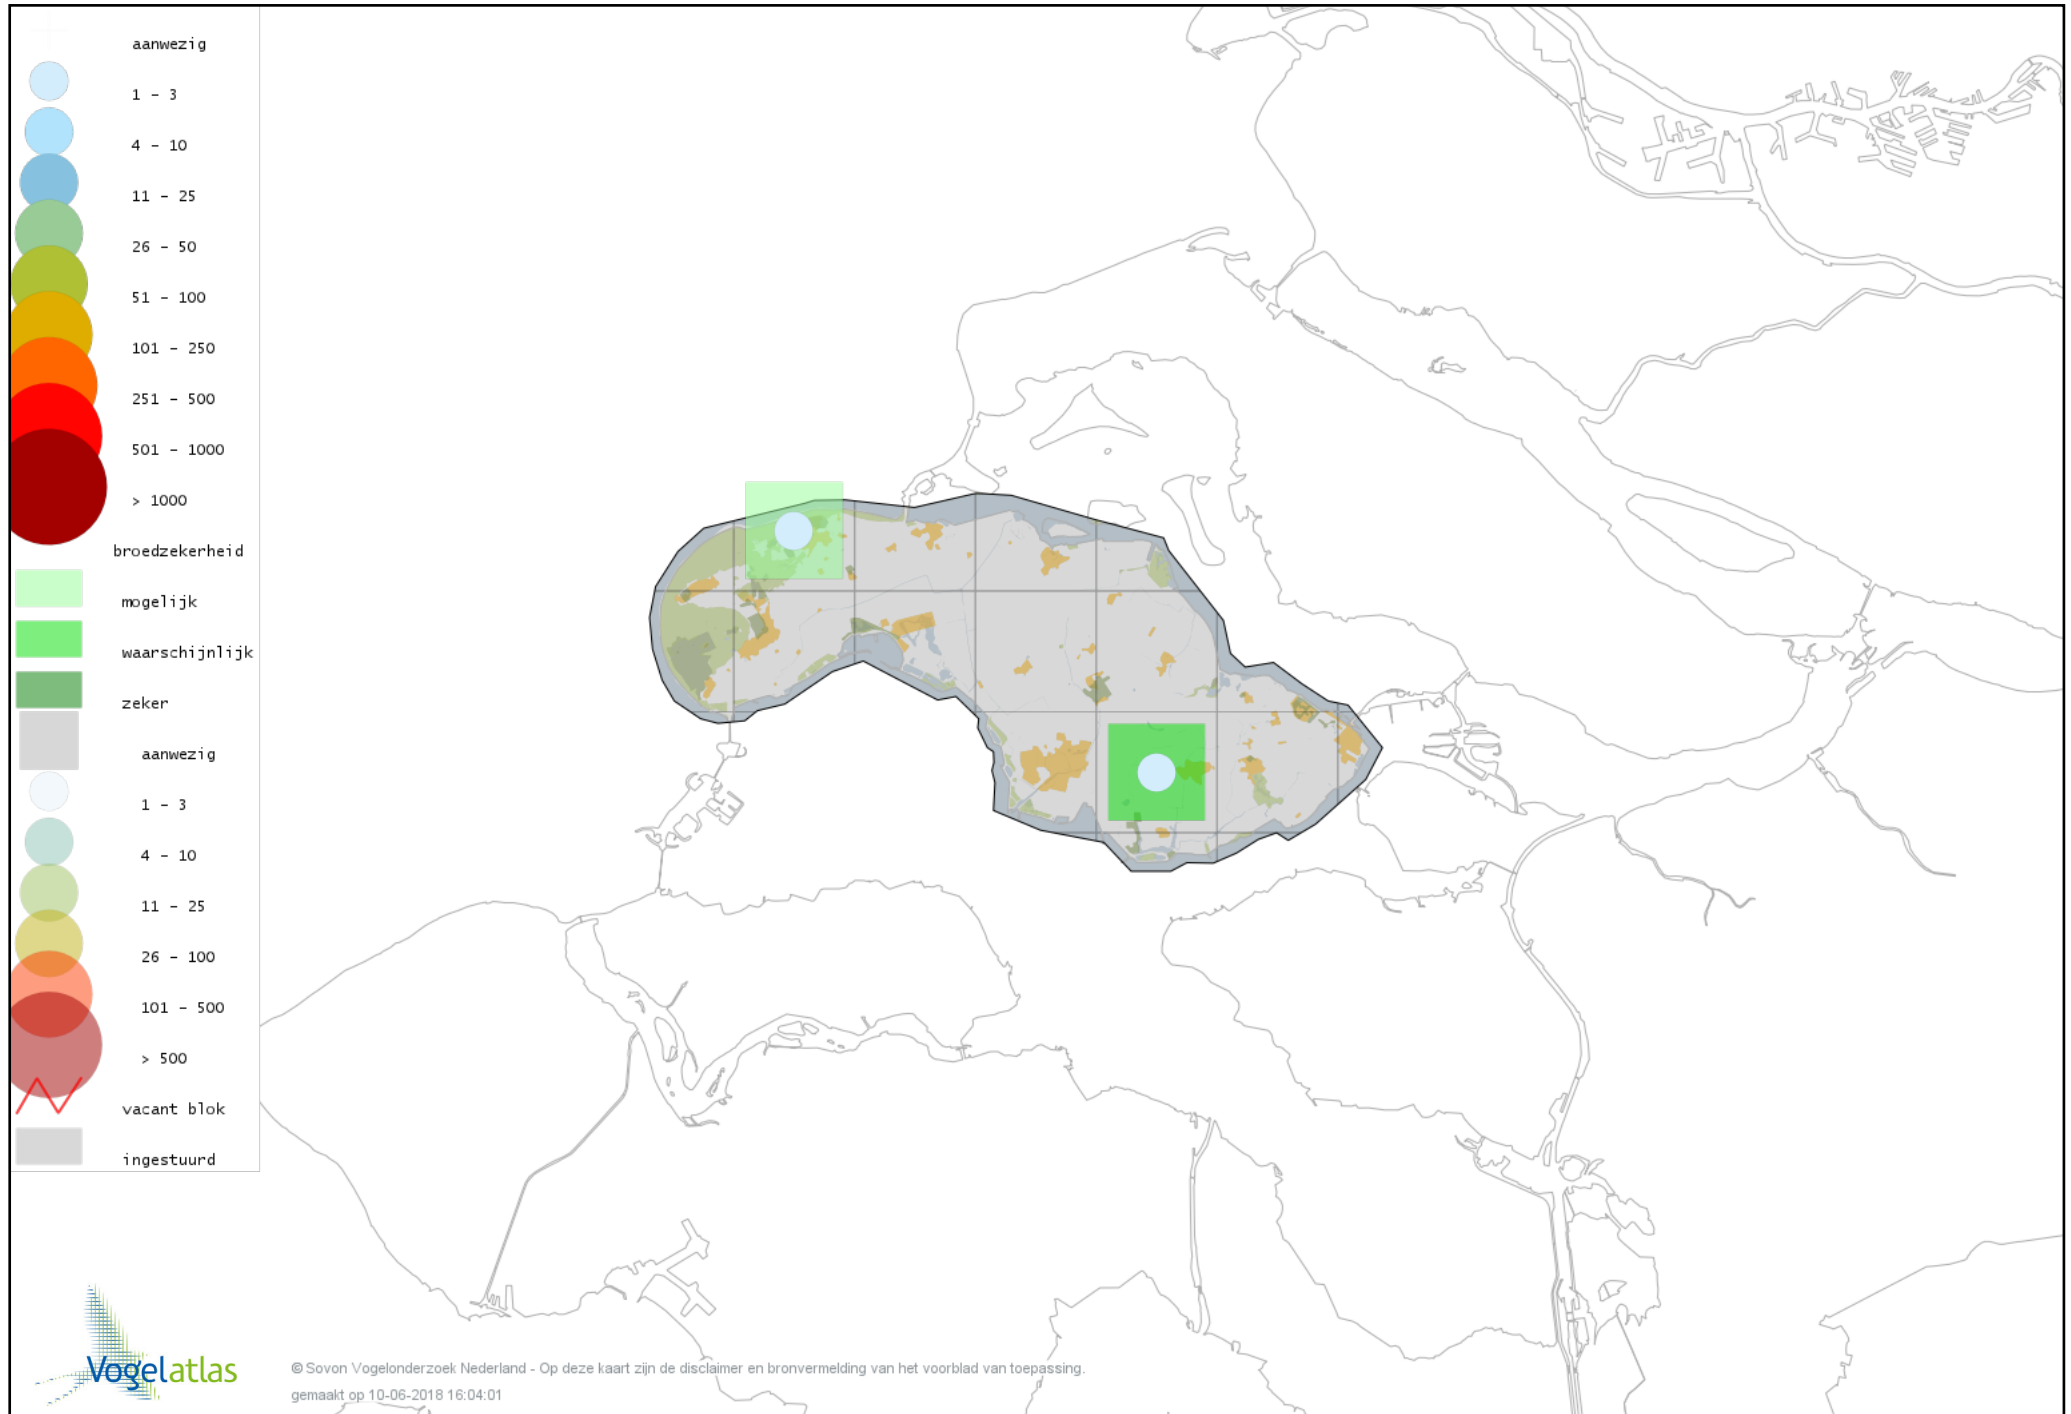 aanwezig
1 - 3
4 - 10
11 - 25
26 - 50
51 - 100
101 - 250
251 - 500
501 - 1000
> 1000
broedzekerheid
mogelijk
waarschijnlijk
zeker
aanwezig
1 - 3
4 - 10
11 - 25
26 - 100
101 - 500
> 500
vacant blok
ingestuurd
Vogelatlas
© Sovon Vogelonderzoek Nederland - Op deze kaart zijn de disclaimer en bronvermelding van het voorblad van toepassing.
gemaakt op 10-06-2018 16:04:01